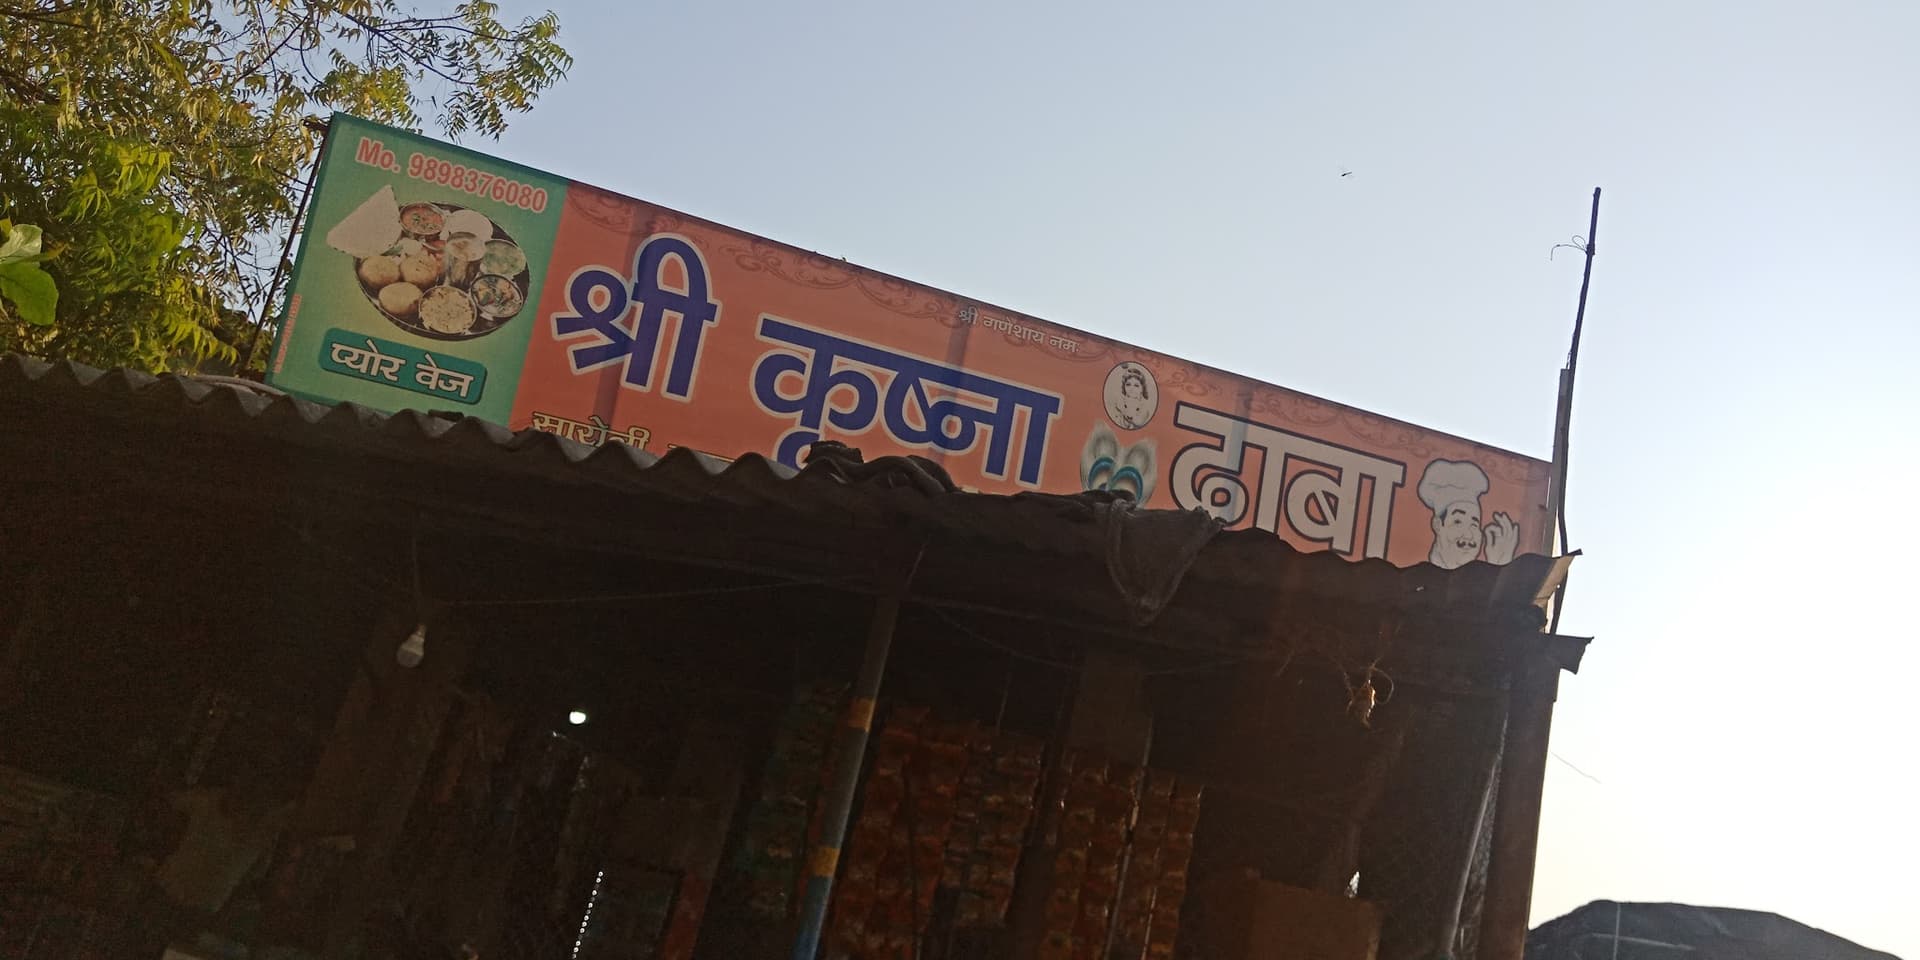 Mo. 9898376080
प्योर वेज
श्री गणेशाय नमः
श्री कृष्ना ढाबा
सारोली